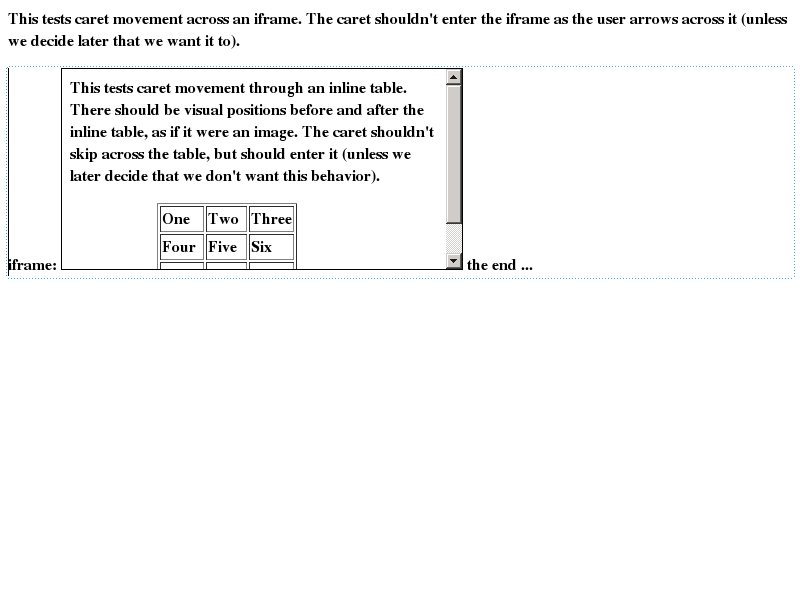 This tests caret movement across an iframe. The caret shouldn't enter the iframe as the user arrows across it (unless
we decide later that we want it to).
This tests caret movement through an inline table.
There should be visual positions before and after the
inline table, as if it were an image. The caret shouldn't
skip across the table, but should enter it (unless we
later decide that we don't want this behavior).
One Two Three
Four Five Six
iframe: the end ...